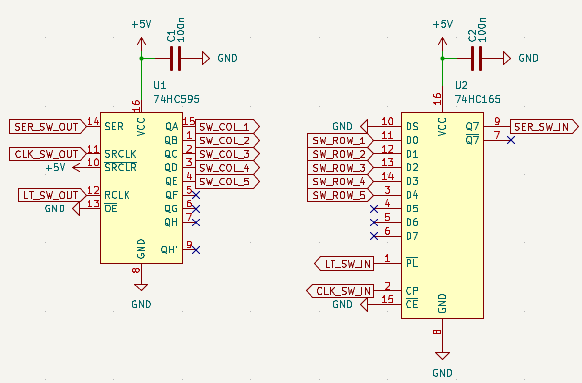 +5V
C1
100n
GND
U1
74HC595
16
VCC
SER_SW_OUT 14 SER
CLK_SW_OUT 11 SRCLK
+5V 10 SRCLR
LT_SW_OUT 12 RCLK
GND 13 OE
QA 15 SW_COL_1
QB 1 SW_COL_2
QC 2 SW_COL_3
QD 3 SW_COL_4
QE 4 SW_COL_5
QF 5
QG 6
QH 7
QH' 9
GND
8
GND
+5V
C2
100n
GND
U2
74HC165
16
VCC
GND 10 DS
SW_ROW_1 11 D0
SW_ROW_2 12 D1
SW_ROW_3 13 D2
SW_ROW_4 14 D3
SW_ROW_5 3 D4
4 D5
5 D6
6 D7
LT_SW_IN 1 PL
CLK_SW_IN 2 CP
GND 15 CE
Q7 9 SER_SW_IN
Q7 7
GND
8
GND